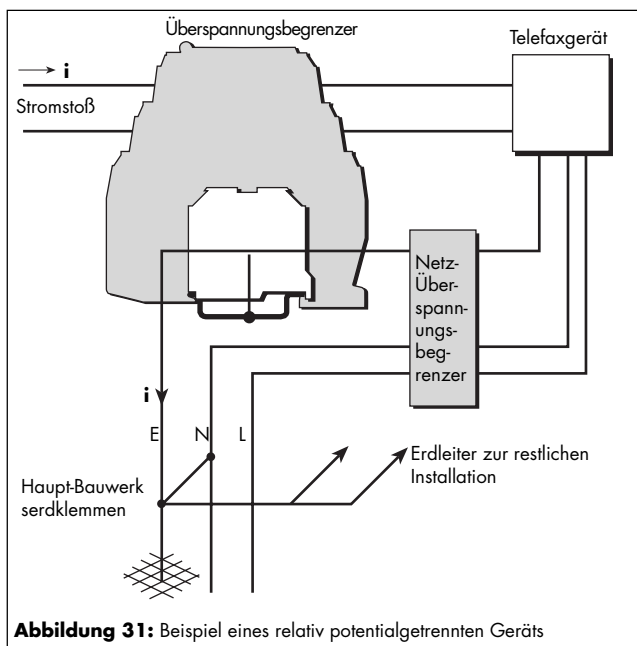 Überspannungsbegrenzer
Telefaxgerät
i
Stromstoß
Netz-
Über-
spann-
ungs-
beg-
renzer
i
E N L
Erdleiter zur restlichen
Installation
Haupt-Bauwerk
serdklemmen
Abbildung 31: Beispiel eines relativ potentialgetrennten Geräts